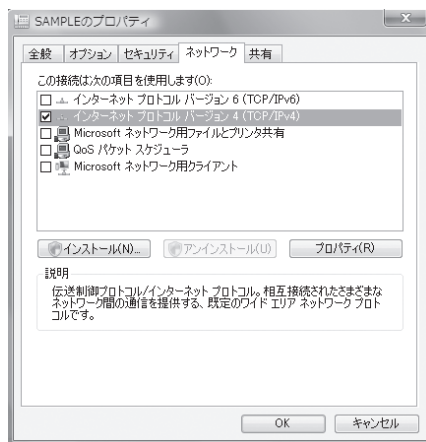 SAMPLEのプロパティ
全般 オプション セキュリティ ネットワーク 共有
この接続は次の項目を使用します(O):
インターネット プロトコル バージョン 6 (TCP/IPv6)
インターネット プロトコル バージョン 4 (TCP/IPv4)
Microsoft ネットワーク用ファイルとプリンタ共有
QoS パケット スケジューラ
Microsoft ネットワーク用クライアント
インストール(N)... アンインストール(U) プロパティ(R)
説明
伝送制御プロトコル/インターネット プロトコル。相互接続されたさまざまな
ネットワーク間の通信を提供する、既定のワイド エリア ネットワーク プロト
コルです。
OK キャンセル